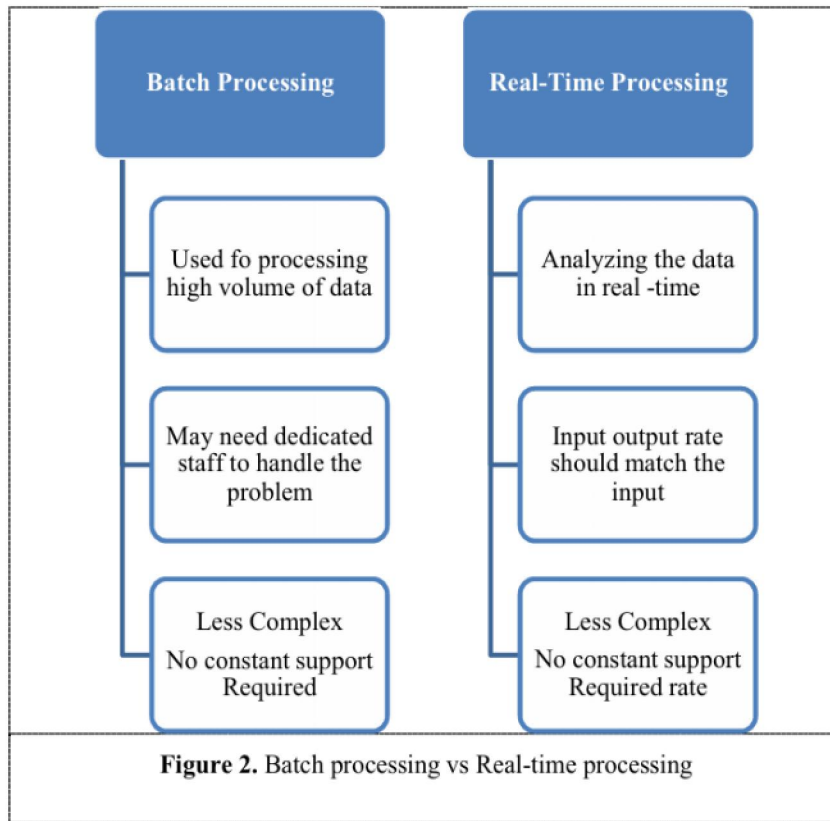 Batch Processing
Used fo processing
high volume of data
May need dedicated
staff to handle the
problem
Less Complex
No constant support
Required
Real-Time Processing
Analyzing the data
in real -time
Input output rate
should match the
input
Less Complex
No constant support
Required rate
Figure 2. Batch processing vs Real-time processing